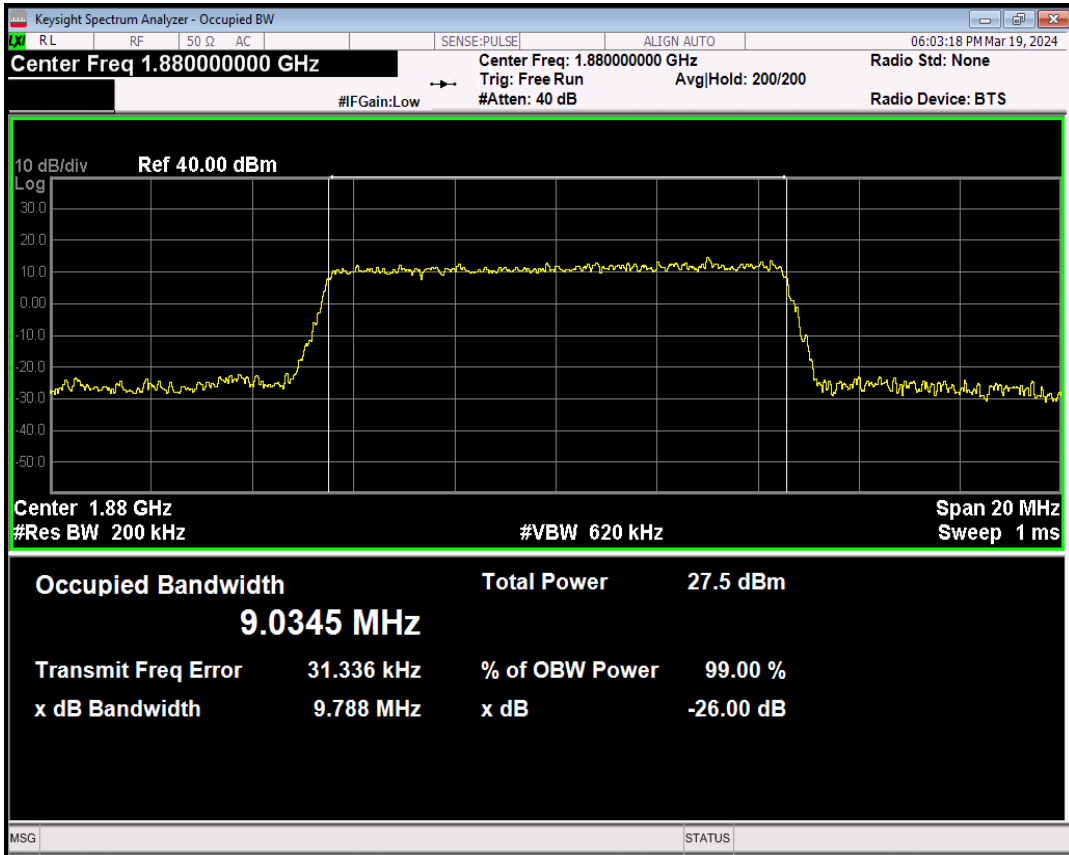 Keysight Spectrum Analyzer - Occupied BW
LXI RL RF 50 Ω AC SENSE:PULSE ALIGN AUTO 06:03:18 PM Mar 19, 2024
Center Freq 1.880000000 GHz Center Freq: 1.880000000 GHz Radio Std: None
Trig: Free Run Avg|Hold: 200/200
#IFGain:Low #Atten: 40 dB Radio Device: BTS
10 dB/div Ref 40.00 dBm
Log
30.0
20.0
10.0
0.00
-10.0
-20.0
-30.0
-40.0
-50.0
Center 1.88 GHz Span 20 MHz
#Res BW 200 kHz #VBW 620 kHz Sweep 1 ms
Occupied Bandwidth Total Power 27.5 dBm
9.0345 MHz
Transmit Freq Error 31.336 kHz % of OBW Power 99.00 %
x dB Bandwidth 9.788 MHz x dB -26.00 dB
MSG STATUS